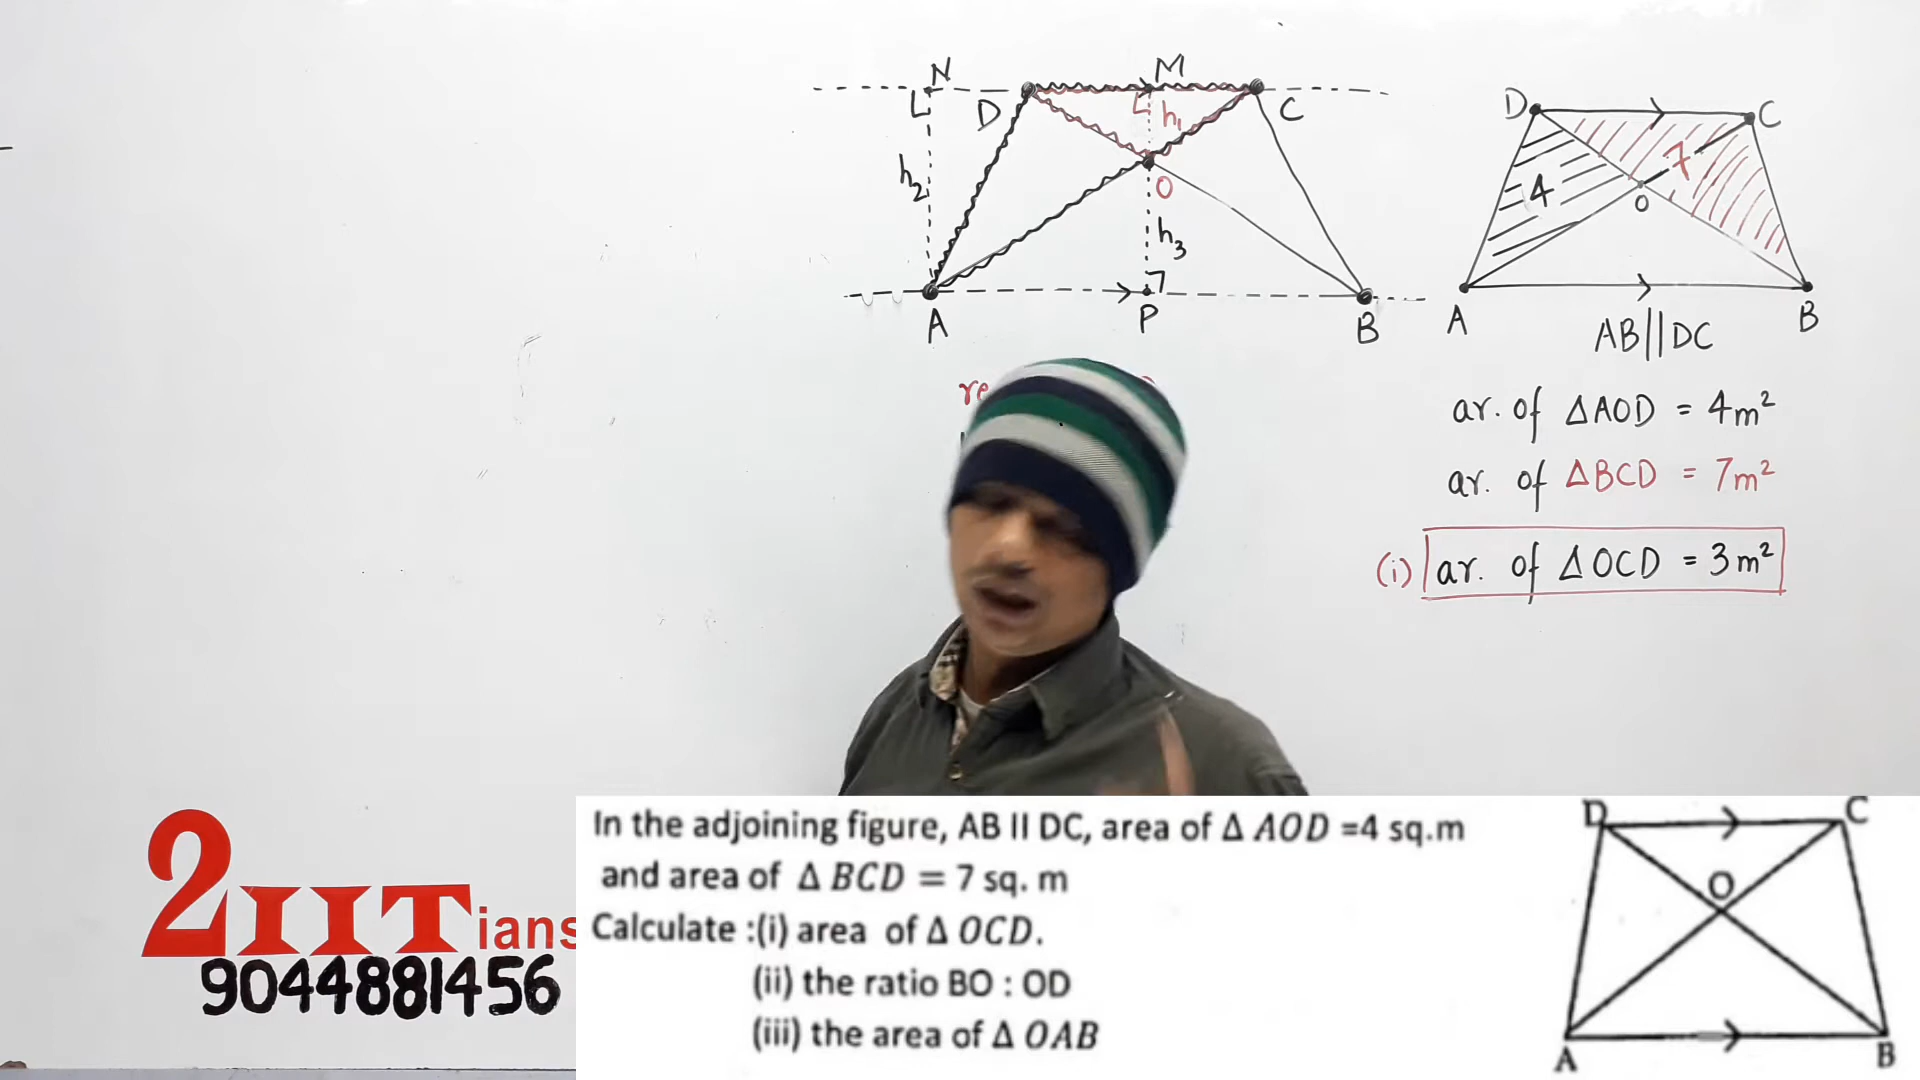 N M
D h₁ C
h₂
O
h₃
A P B
D C
4 7
O
A B
AB||DC
ar. of ΔAOD = 4m²
ar. of ΔBCD = 7m²
(i) ar. of ΔOCD = 3m²
2IITians
9044881456
In the adjoining figure, AB II DC, area of Δ AOD =4 sq.m
and area of Δ BCD = 7 sq. m
Calculate :(i) area of Δ OCD.
(ii) the ratio BO : OD
(iii) the area of Δ OAB
D C
O
A B